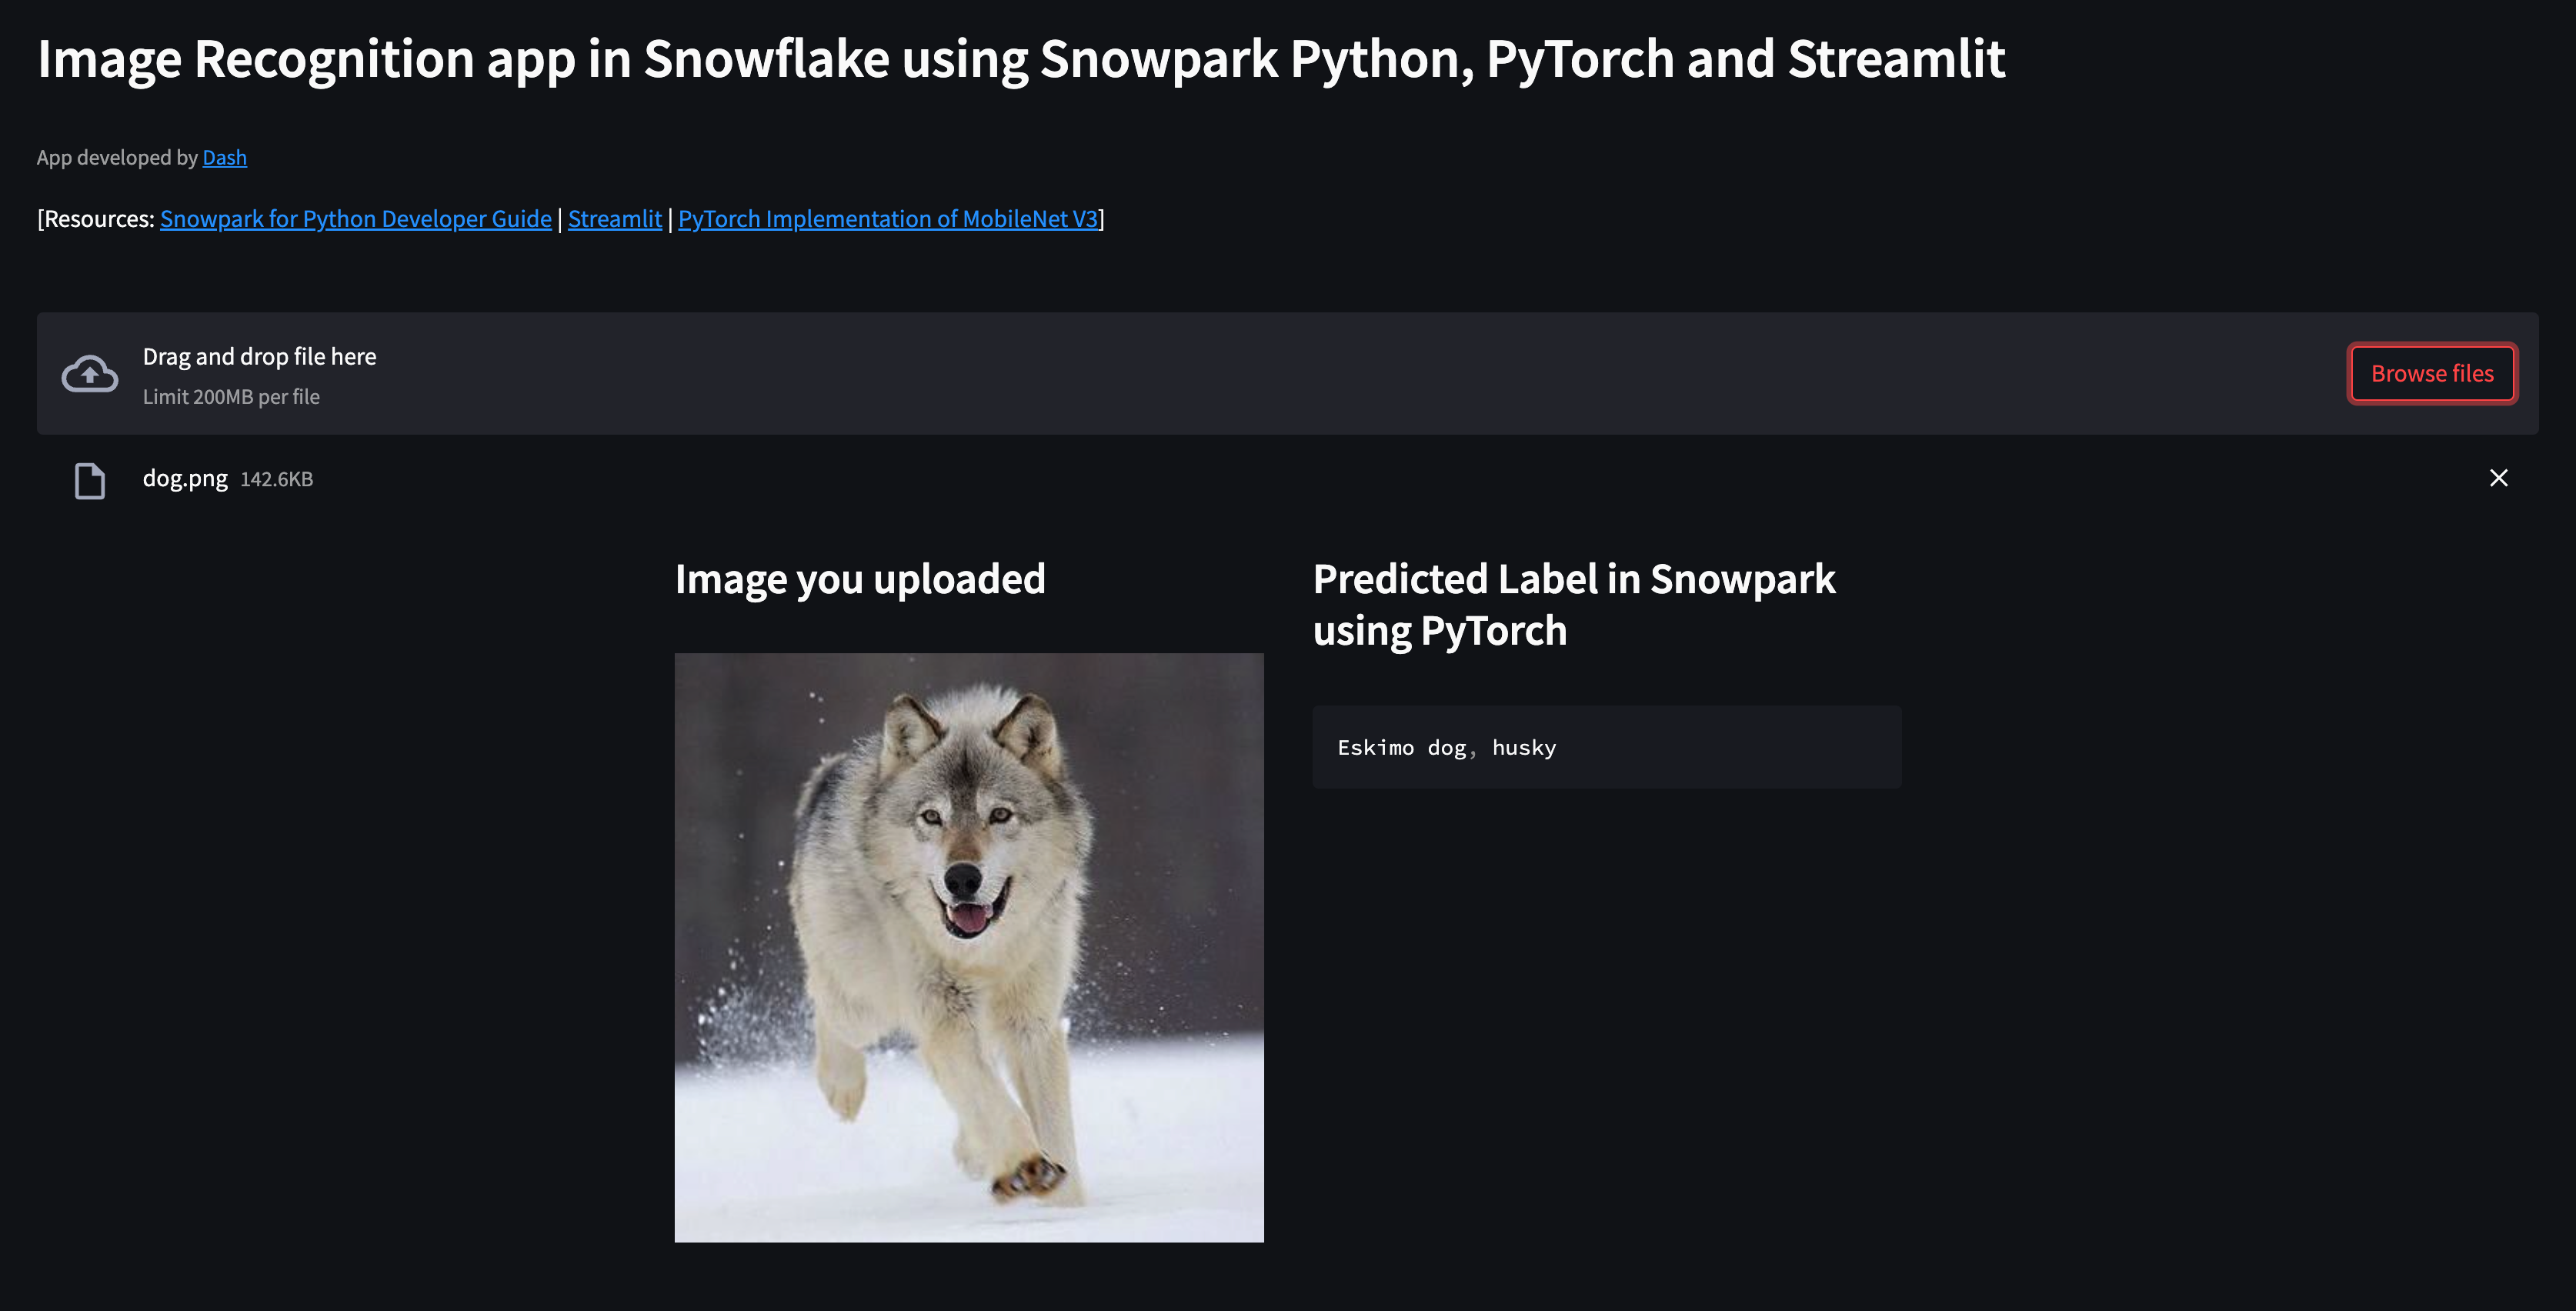 Image Recognition app in Snowflake using Snowpark Python, PyTorch and Streamlit
App developed by Dash
[Resources: Snowpark for Python Developer Guide | Streamlit | PyTorch Implementation of MobileNet V3]
Drag and drop file here
Limit 200MB per file
Browse files
dog.png 142.6KB
Image you uploaded
Predicted Label in Snowpark
using PyTorch
Eskimo dog, husky